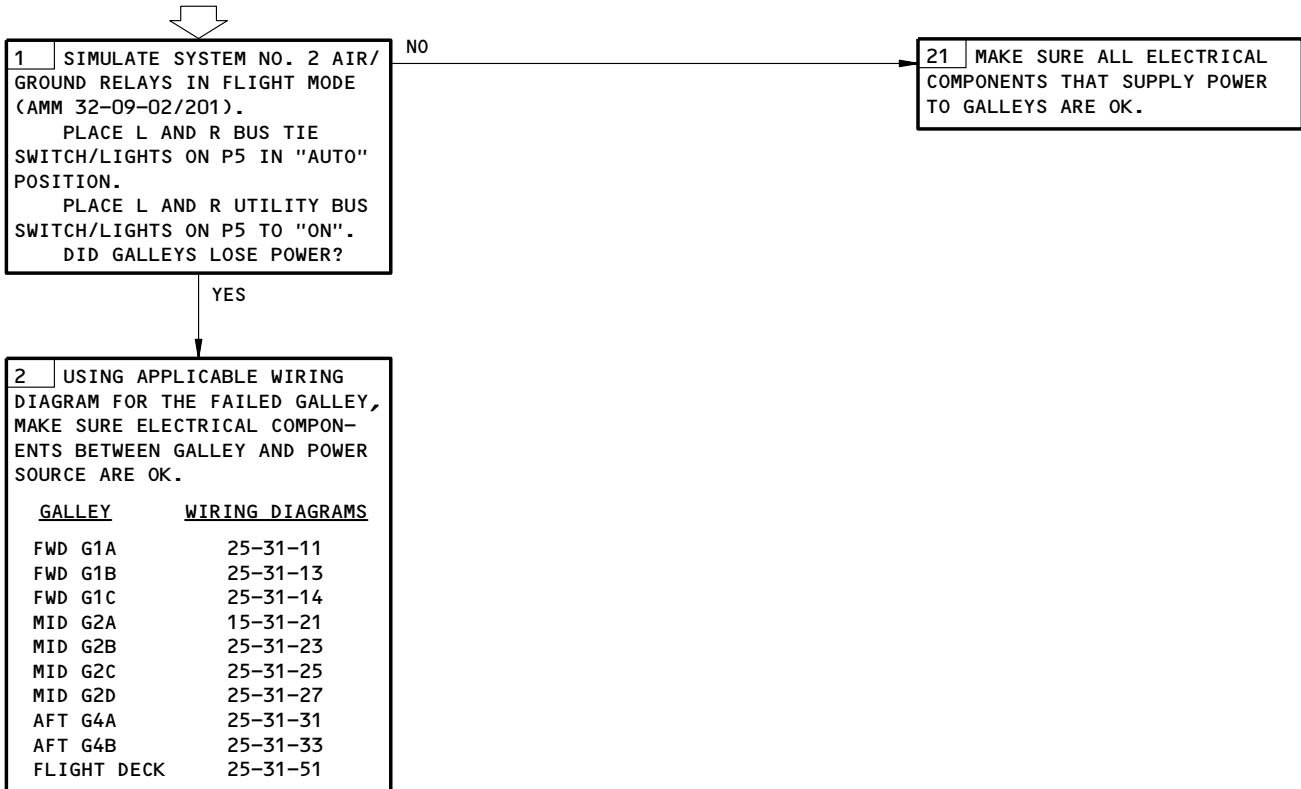 1 SIMULATE SYSTEM NO. 2 AIR/
GROUND RELAYS IN FLIGHT MODE
(AMM 32-09-02/201).
PLACE L AND R BUS TIE
SWITCH/LIGHTS ON P5 IN "AUTO"
POSITION.
PLACE L AND R UTILITY BUS
SWITCH/LIGHTS ON P5 TO "ON".
DID GALLEYS LOSE POWER?
NO
21 MAKE SURE ALL ELECTRICAL
COMPONENTS THAT SUPPLY POWER
TO GALLEYS ARE OK.
YES
2 USING APPLICABLE WIRING
DIAGRAM FOR THE FAILED GALLEY,
MAKE SURE ELECTRICAL COMPON-
ENTS BETWEEN GALLEY AND POWER
SOURCE ARE OK.
GALLEY WIRING DIAGRAMS
FWD G1A 25-31-11
FWD G1B 25-31-13
FWD G1C 25-31-14
MID G2A 15-31-21
MID G2B 25-31-23
MID G2C 25-31-25
MID G2D 25-31-27
AFT G4A 25-31-31
AFT G4B 25-31-33
FLIGHT DECK 25-31-51